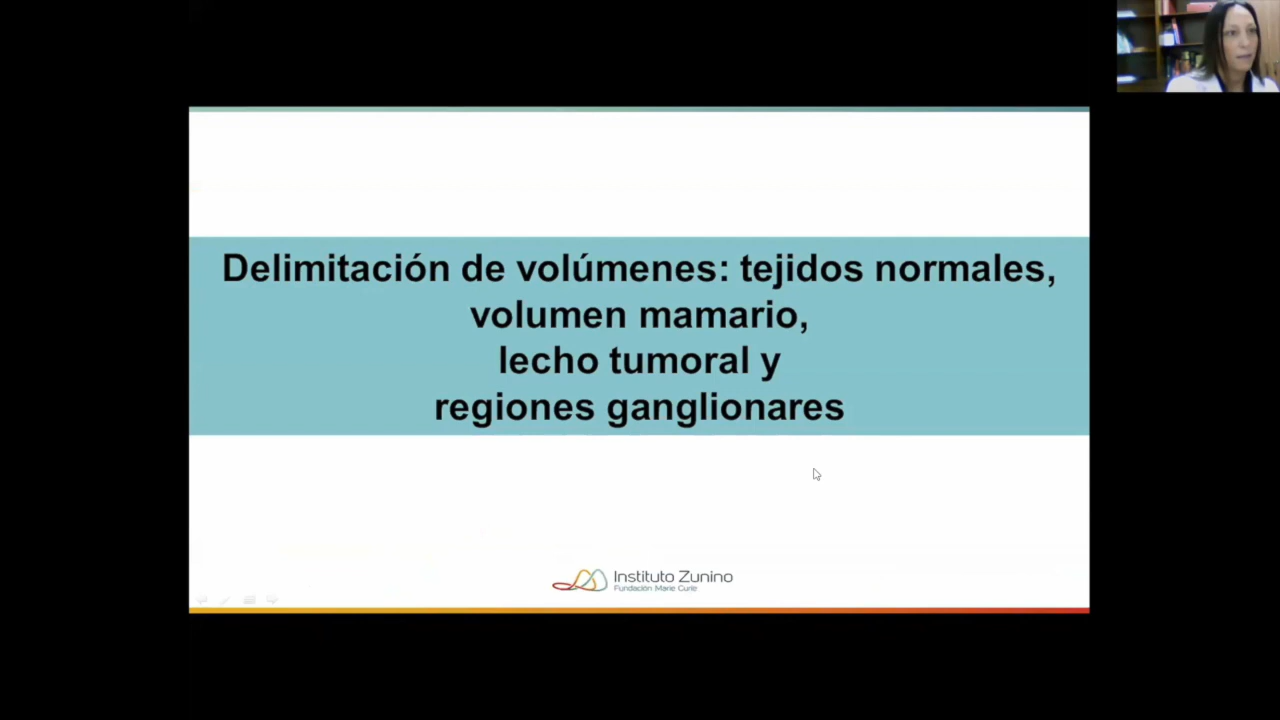 Delimitación de volúmenes: tejidos normales,
volumen mamario,
lecho tumoral y
regiones ganglionares
Instituto Zunino
Fundación Marie Curie